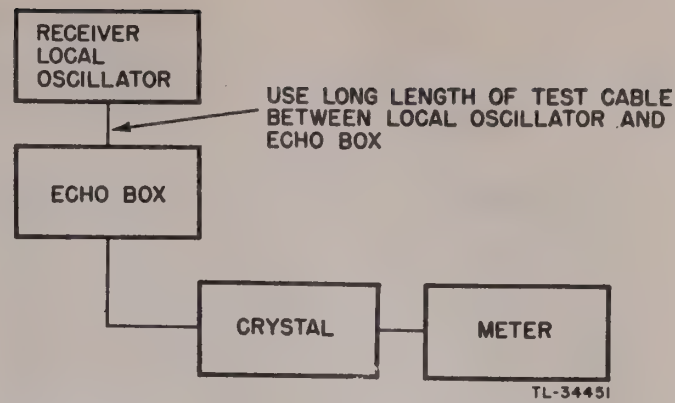 RECEIVER
LOCAL
OSCILLATOR
USE LONG LENGTH OF TEST CABLE
BETWEEN LOCAL OSCILLATOR AND
ECHO BOX
ECHO BOX
CRYSTAL
METER
TL-34451